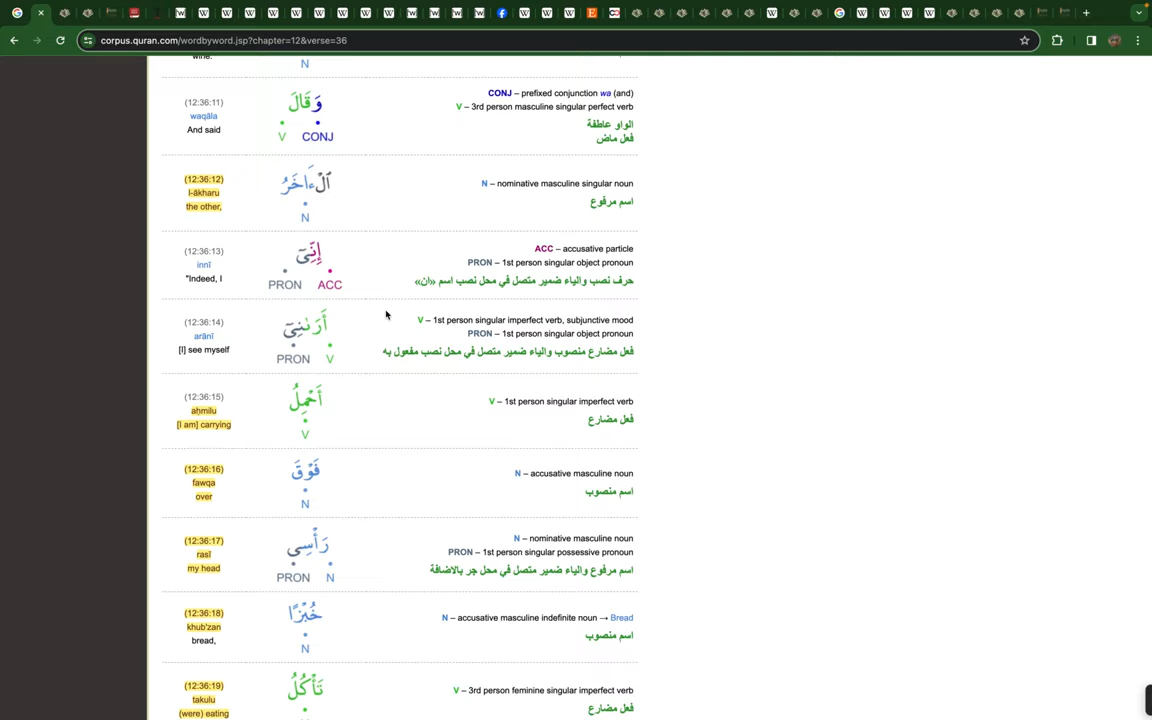 corpus.quran.com/wordbyword.jsp?chapter=12&verse=36
wine.
N
(12:36:11)
waqāla
And said
وَقَالَ
V CONJ
CONJ – prefixed conjunction wa (and)
V – 3rd person masculine singular perfect verb
الواو عاطفة
فعل ماض
(12:36:12)
l-ākharu
the other,
ٱلْءَاخَرُ
N
N – nominative masculine singular noun
اسم مرفوع
(12:36:13)
innī
"Indeed, I
إِنِّىٓ
PRON ACC
ACC – accusative particle
PRON – 1st person singular object pronoun
حرف نصب والياء ضمير متصل في محل نصب اسم «ان»
(12:36:14)
arānī
[I] see myself
أَرَىٰنِىٓ
PRON V
V – 1st person singular imperfect verb, subjunctive mood
PRON – 1st person singular object pronoun
فعل مضارع منصوب والياء ضمير متصل في محل نصب مفعول به
(12:36:15)
aḥmilu
[I am] carrying
أَحْمِلُ
V
V – 1st person singular imperfect verb
فعل مضارع
(12:36:16)
fawqa
over
فَوْقَ
N
N – accusative masculine noun
اسم منصوب
(12:36:17)
rasī
my head
رَأْسِى
PRON N
N – nominative masculine noun
PRON – 1st person singular possessive pronoun
اسم مرفوع والياء ضمير متصل في محل جر بالاضافة
(12:36:18)
khub'zan
bread,
خُبْزًا
N
N – accusative masculine indefinite noun → Bread
اسم منصوب
(12:36:19)
takulu
(were) eating
تَأْكُلُ
V – 3rd person feminine singular imperfect verb
فعل مضارع